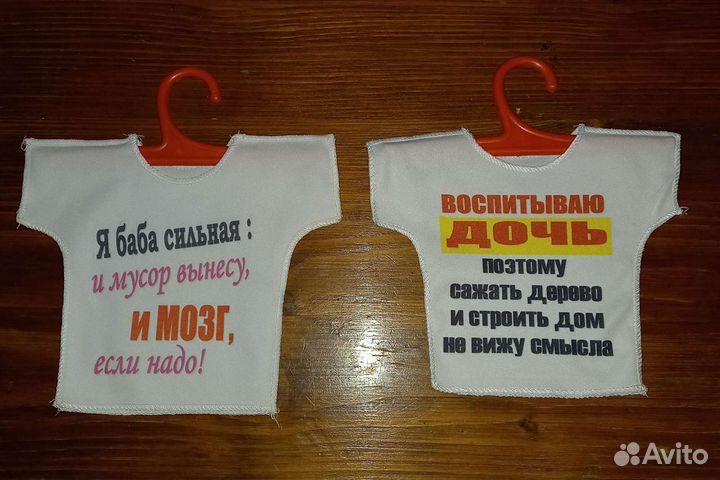 Я баба сильная :
и мусор вынесу,
и МОЗГ,
если надо!
ВОСПИТЫВАЮ
ДОЧЬ
поэтому
сажать дерево
и строить дом
не вижу смысла
Avito